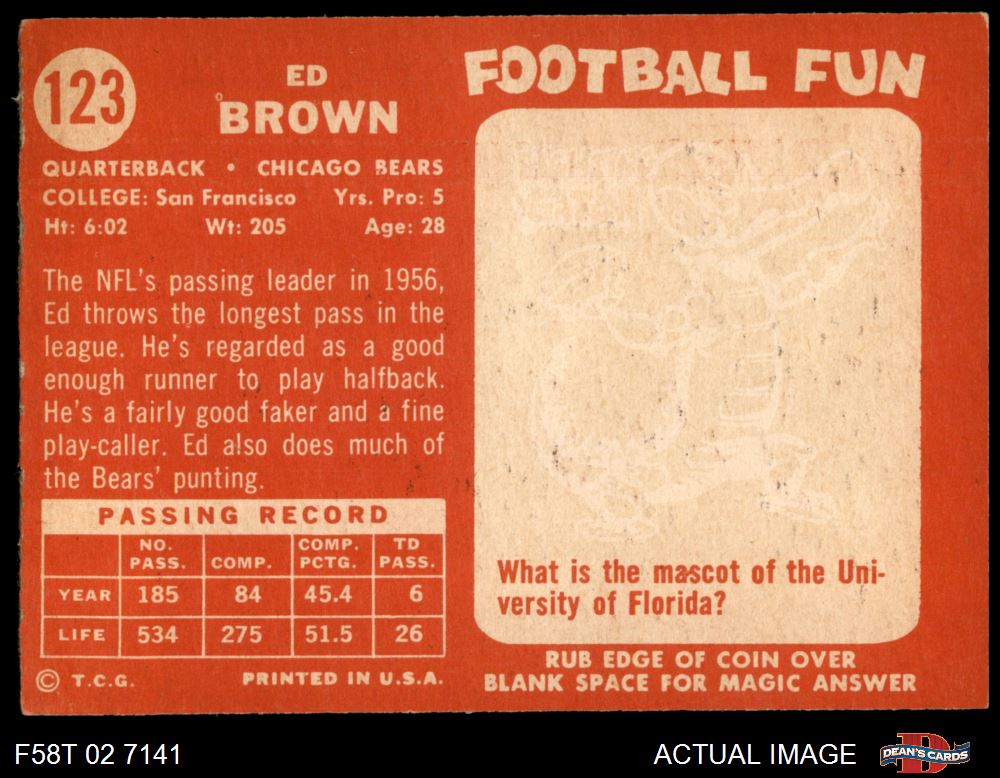 123
ED
BROWN
QUARTERBACK • CHICAGO BEARS
COLLEGE: San Francisco Yrs. Pro: 5
Ht: 6:02 Wt: 205 Age: 28
The NFL's passing leader in 1956,
Ed throws the longest pass in the
league. He's regarded as a good
enough runner to play halfback.
He's a fairly good faker and a fine
play-caller. Ed also does much of
the Bears' punting.
PASSING RECORD
NO. PASS. COMP. COMP. PCTG. TD PASS.
YEAR 185 84 45.4 6
LIFE 534 275 51.5 26
© T.C.G. PRINTED IN U.S.A.
FOOTBALL FUN
What is the mascot of the Uni-
versity of Florida?
RUB EDGE OF COIN OVER
BLANK SPACE FOR MAGIC ANSWER
F58T 02 7141
ACTUAL IMAGE
D
DEAN'S CARDS